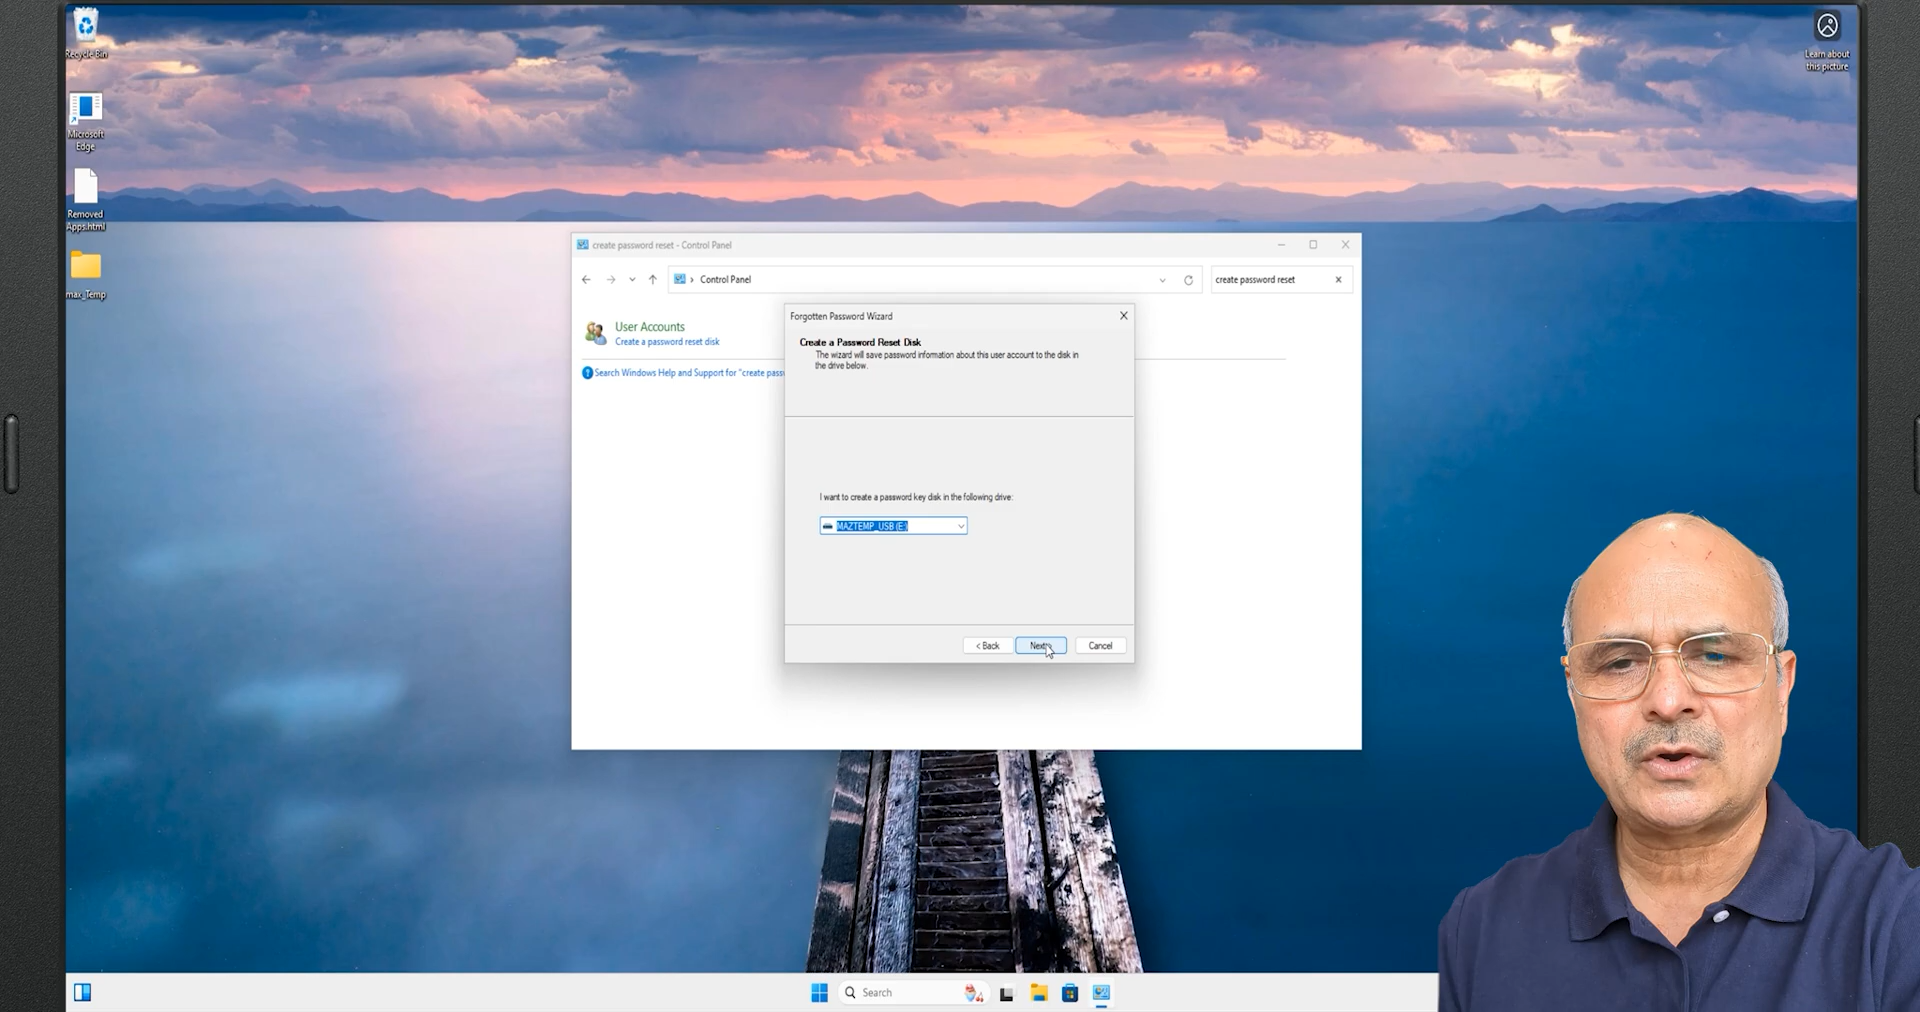 Recycle Bin
Learn about
this picture
Microsoft
Edge
Removed
Apps.html
max_Temp
create password reset - Control Panel
Control Panel
create password reset
User Accounts
Create a password reset disk
Search Windows Help and Support for "create pass
Forgotten Password Wizard
Create a Password Reset Disk
The wizard will save password information about this user account to the disk in
the drive below.
I want to create a password key disk in the following drive:
MAZTEMP_USB (E:)
< Back
Next
Cancel
Search